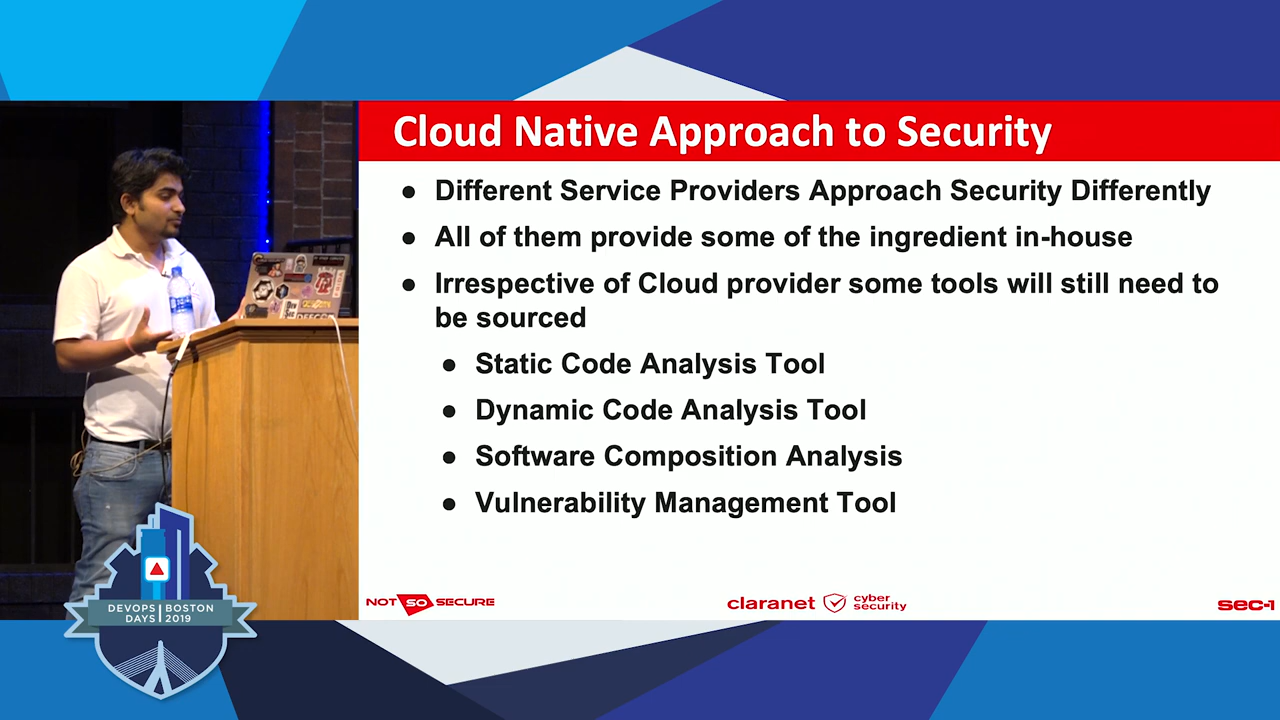 Cloud Native Approach to Security
● Different Service Providers Approach Security Differently
● All of them provide some of the ingredient in-house
● Irrespective of Cloud provider some tools will still need to
be sourced
● Static Code Analysis Tool
● Dynamic Code Analysis Tool
● Software Composition Analysis
● Vulnerability Management Tool
NOT SO SECURE
claranet cyber security
sec-1
DEVOPS DAYS
BOSTON 2019
DEFCON